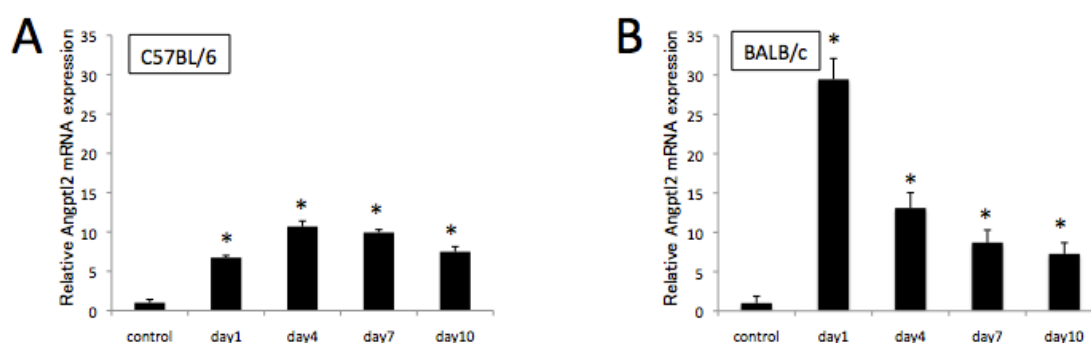 A
C57BL/6
Relative Angptl2 mRNA expression
35
30
25
20
15
10
5
0
* * * *
control day1 day4 day7 day10
B
BALB/c
Relative Angptl2 mRNA expression
35
30
25
20
15
10
5
0
* * * *
control day1 day4 day7 day10